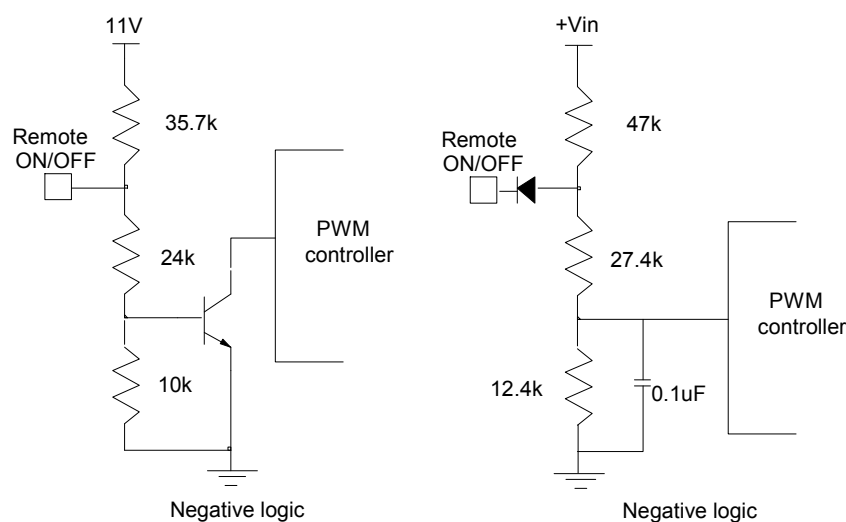 11V
35.7k
Remote
ON/OFF
PWM
controller
24k
10k
Negative logic
+Vin
47k
Remote
ON/OFF
27.4k
PWM
controller
12.4k
0.1uF
Negative logic